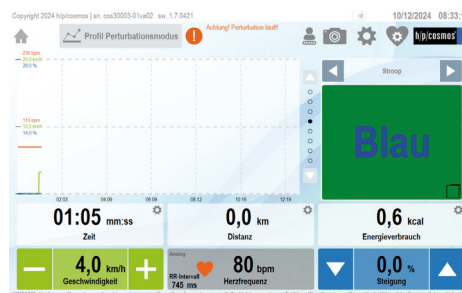 Copyright 2024 h/p/cosmos | sn. cos30003-01va02 sw. 1.7.0421
10/12/2024 08:33:
Profil Perturbationsmodus
Achtung! Perturbation läuft!
h/p/cosmos
230 bpm
25,0 km/h
28,0 %
115 bpm
12,5 km/h
14,0 %
02:03 04:06 06:09 08:12 10:16 12:19
Stroop
Blau
01:05 mm:ss
Zeit
0,0 km
Distanz
0,6 kcal
Energieverbrauch
4,0 km/h
Geschwindigkeit
Analog
RR-Intervall
745 ms
80 bpm
Herzfrequenz
0,0 %
Steigung